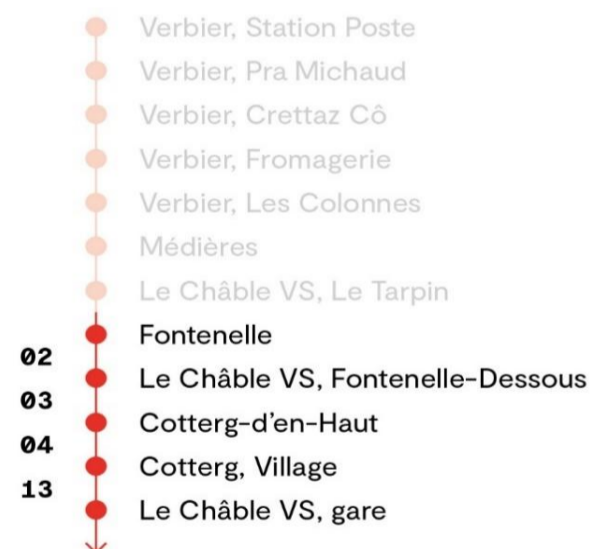 Verbier, Station Poste
Verbier, Pra Michaud
Verbier, Crettaz Cô
Verbier, Fromagerie
Verbier, Les Colonnes
Médières
Le Châble VS, Le Tarpin
Fontenelle
02
Le Châble VS, Fontenelle-Dessous
03
Cotterg-d’en-Haut
04
Cotterg, Village
13
Le Châble VS, gare